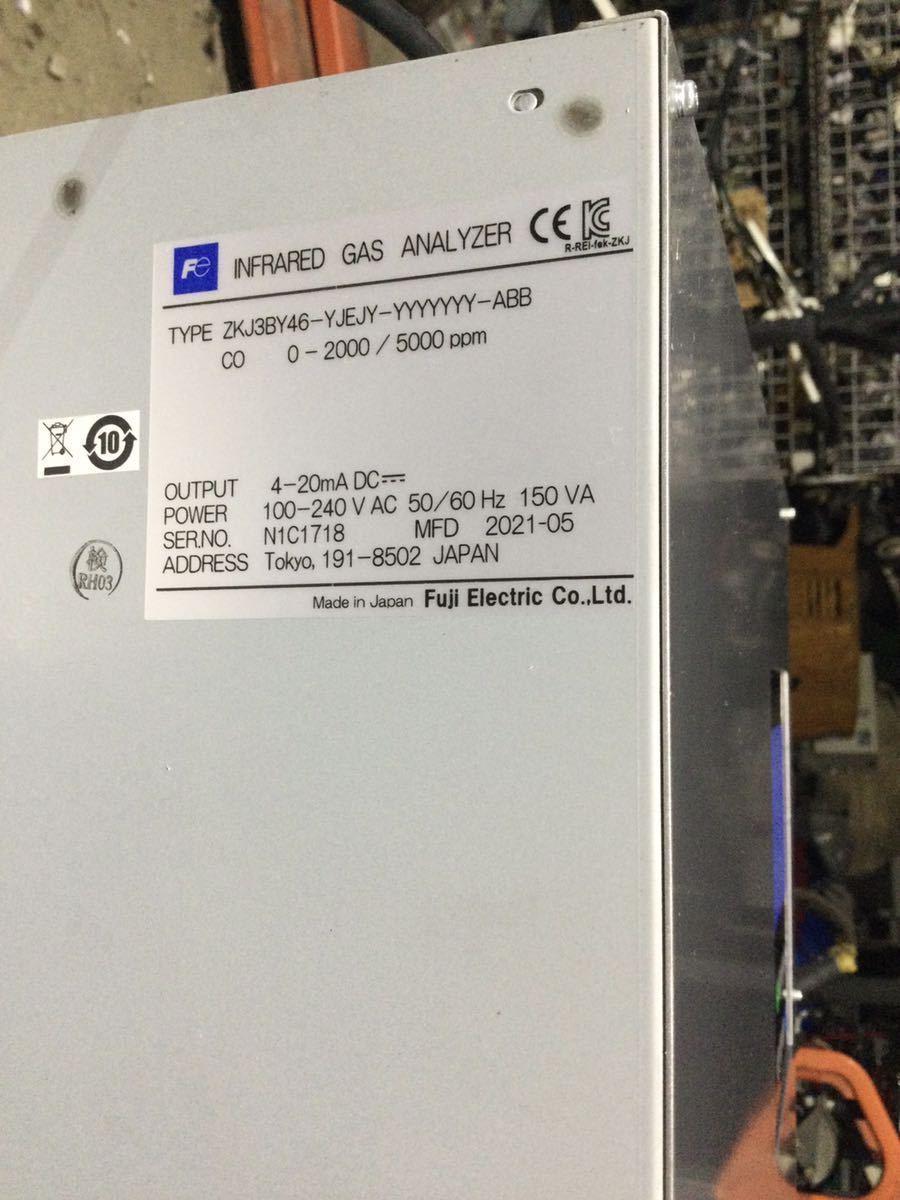 Fe INFRARED GAS ANALYZER CE
R-REI-fek-ZKJ
TYPE ZKJ3BY46-YJEJY-YYYYYYY-ABB
CO 0-2000/5000 ppm
10
OUTPUT 4-20mA DC
POWER 100-240 V AC 50/60 Hz 150 VA
SER.NO. N1C1718 MFD 2021-05
ADDRESS Tokyo, 191-8502 JAPAN
検
RH03
Made in Japan Fuji Electric Co.,Ltd.